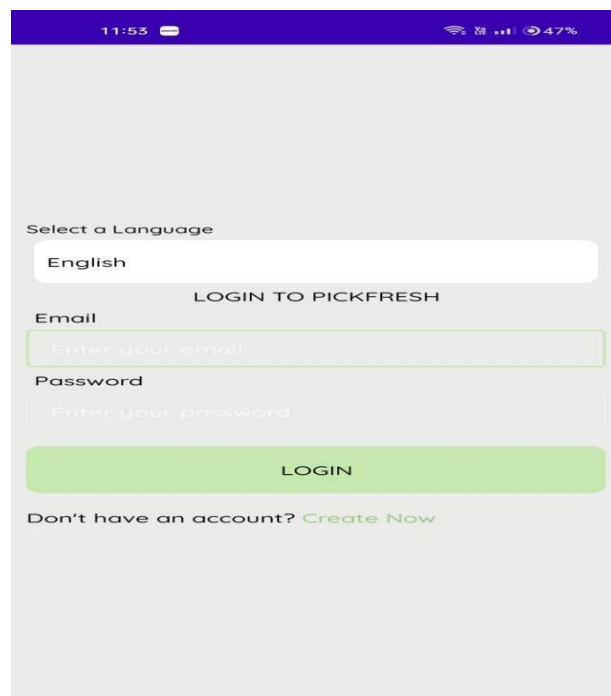 11:53 47%
Select a Language
English
LOGIN TO PICKFRESH
Email
Enter your email
Password
Enter your password
LOGIN
Don't have an account? Create Now